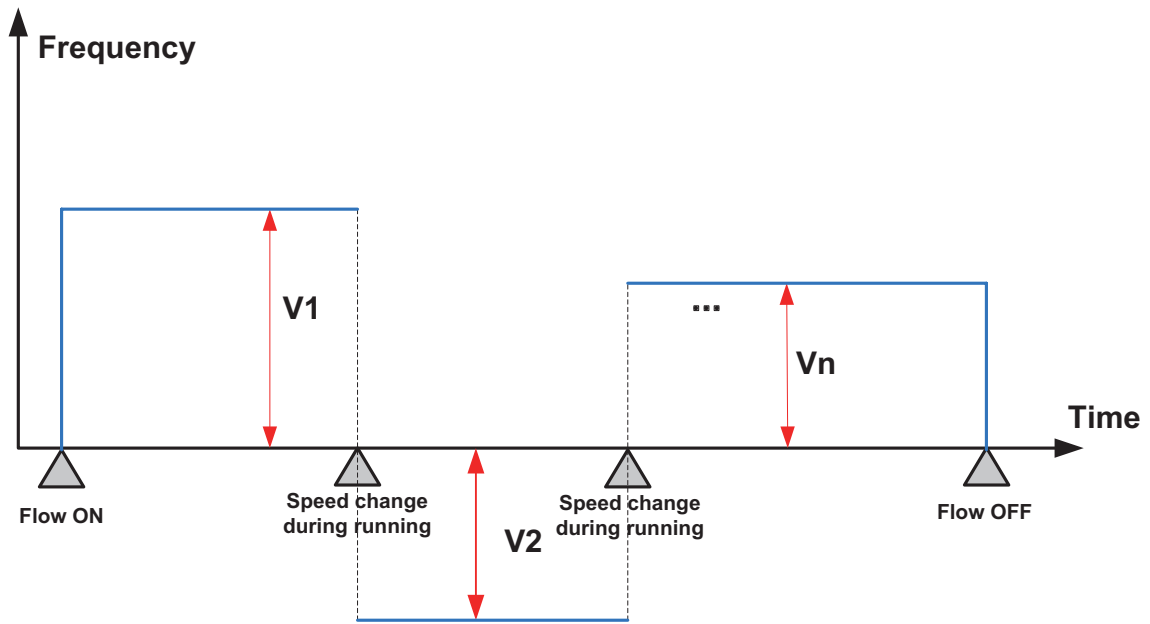 Frequency
V1
...
Vn
Time
Flow ON
Speed change
during running
V2
Speed change
during running
Flow OFF